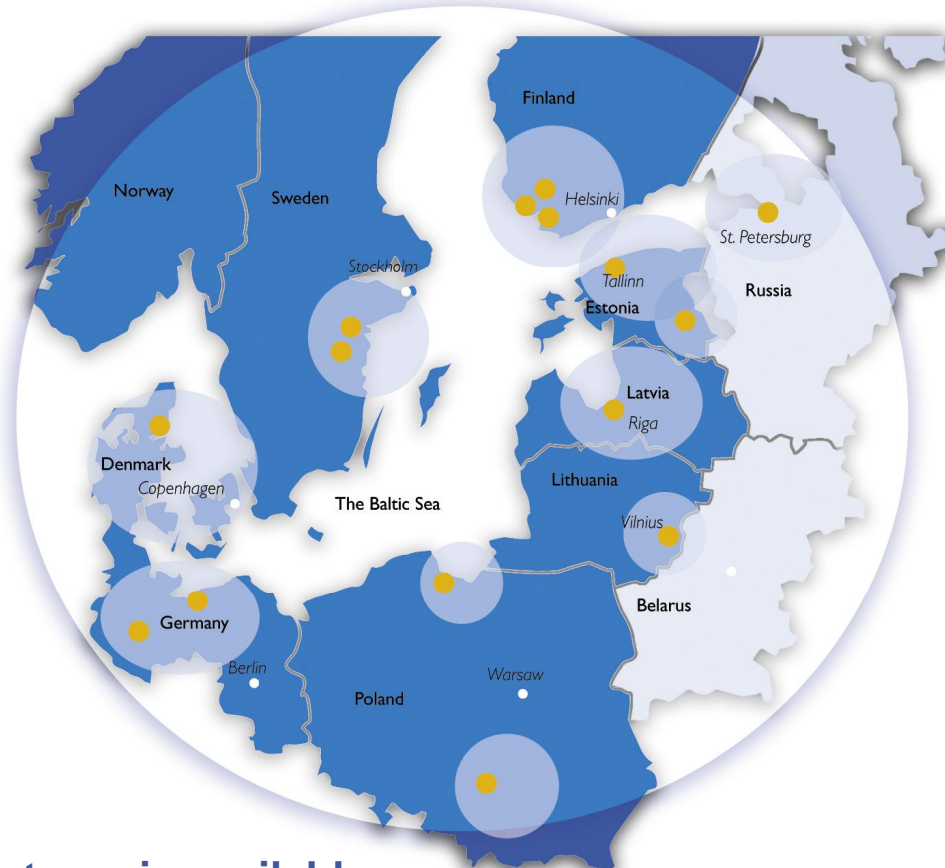 Finland
Norway
Sweden
Helsinki
St. Petersburg
Stockholm
Tallinn
Russia
Estonia
Latvia
Riga
Denmark
Lithuania
Copenhagen
The Baltic Sea
Vilnius
Belarus
Germany
Berlin
Warsaw
Poland